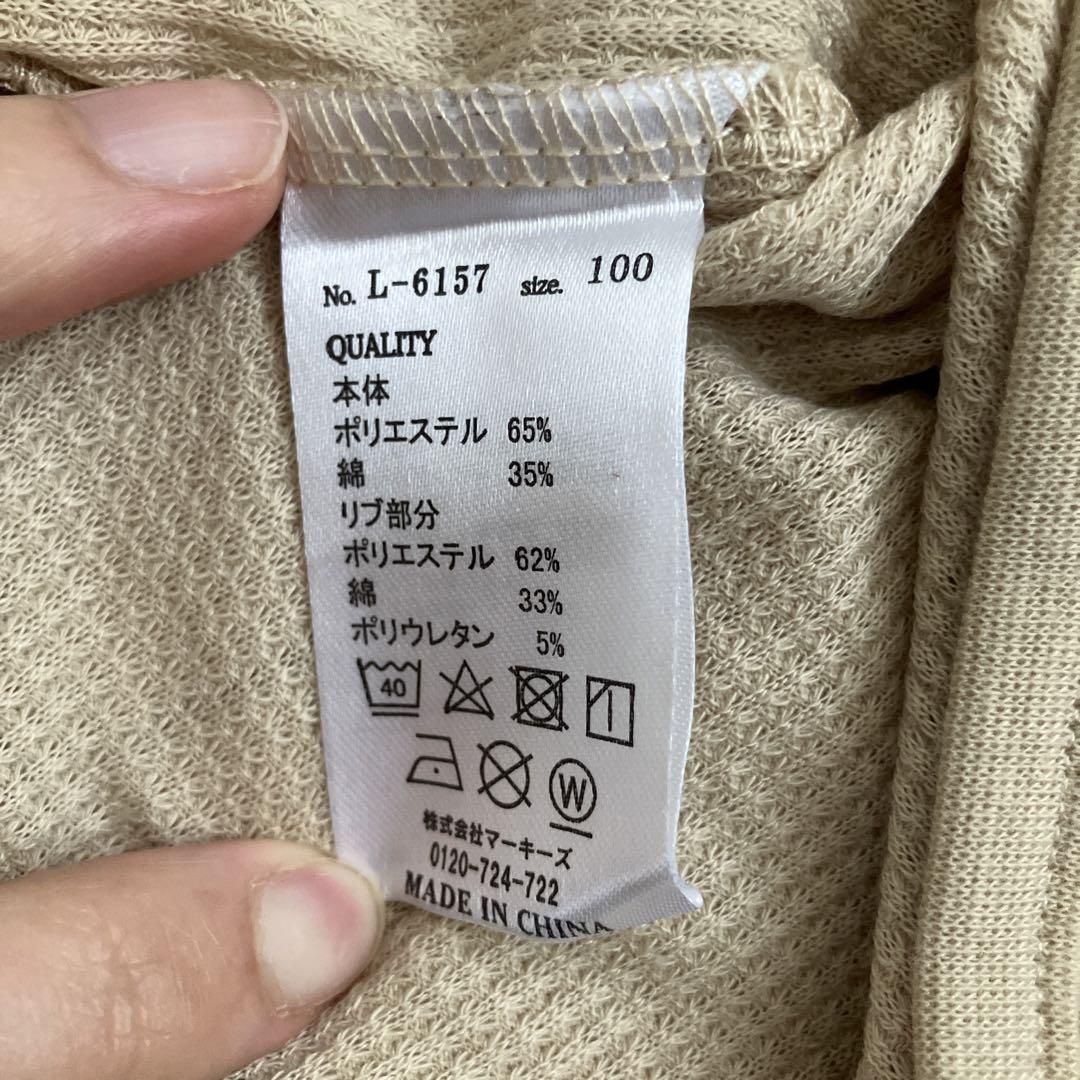 No. L-6157 size. 100
QUALITY
本体
ポリエステル 65%
綿 35%
リブ部分
ポリエステル 62%
綿 33%
ポリウレタン 5%
40
W
株式会社マーキーズ
0120-724-722
MADE IN CHINA